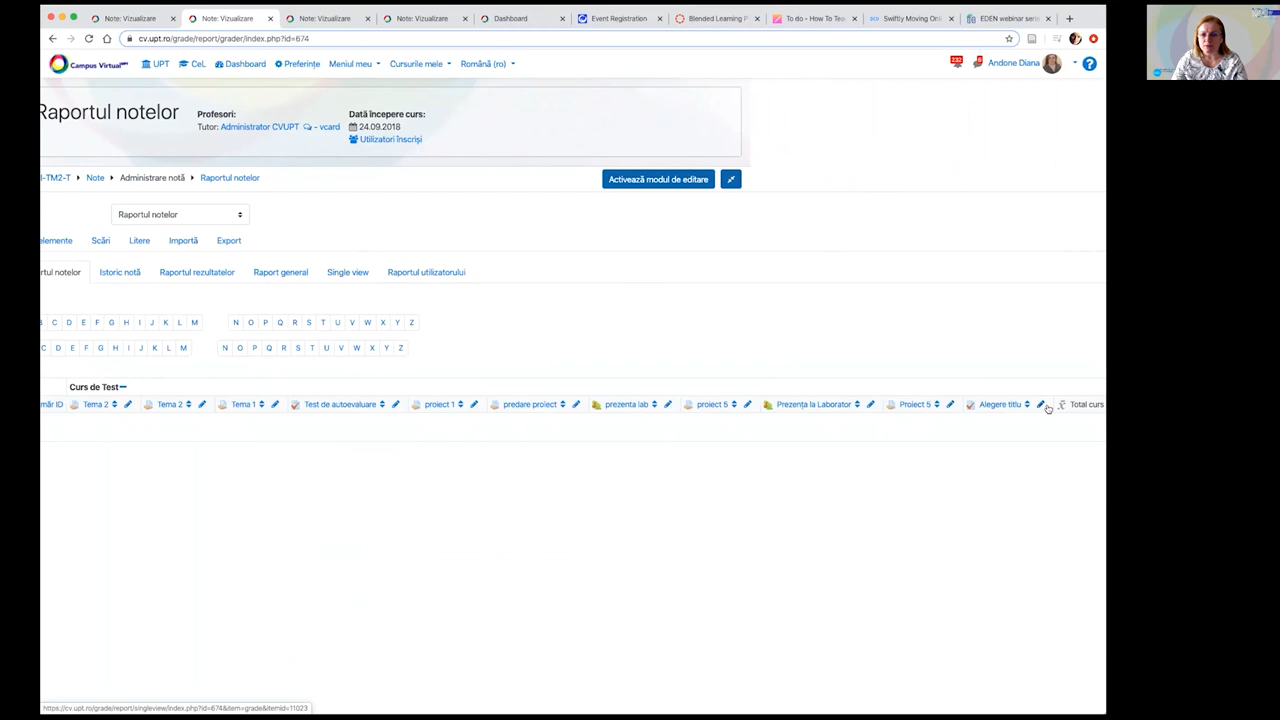 Note: Vizualizare
Note: Vizualizare
Note: Vizualizare
Note: Vizualizare
Dashboard
Event Registration
Blended Learning P
To do - How To Tea
Swiftly Moving Onl
EDEN webinar serie
cv.upt.ro/grade/report/grader/index.php?id=674
Campus Virtual UPT CeL Dashboard Preferințe Meniul meu Cursurile mele Română (ro) 232 Andone Diana ?
Raportul notelor
Profesori:
Tutor: Administrator CVUPT - vcard
Dată începere curs:
24.09.2018
Utilizatori înscriși
I-TM2-T Note Administrare notă Raportul notelor
Activează modul de editare
Raportul notelor
elemente Scări Litere Importă Export
rtul notelor Istoric notă Raportul rezultatelor Raport general Single view Raportul utilizatorului
C D E F G H I J K L M N O P Q R S T U V W X Y Z
C D E F G H I J K L M N O P Q R S T U V W X Y Z
Curs de Test
măr ID Tema 2 Tema 2 Tema 1 Test de autoevaluare proiect 1 predare proiect prezenta lab proiect 5 Prezența la Laborator Proiect 5 Alegere titlu Total curs
https://cv.upt.ro/grade/report/singleview/index.php?id=674&item=grade&itemid=11023